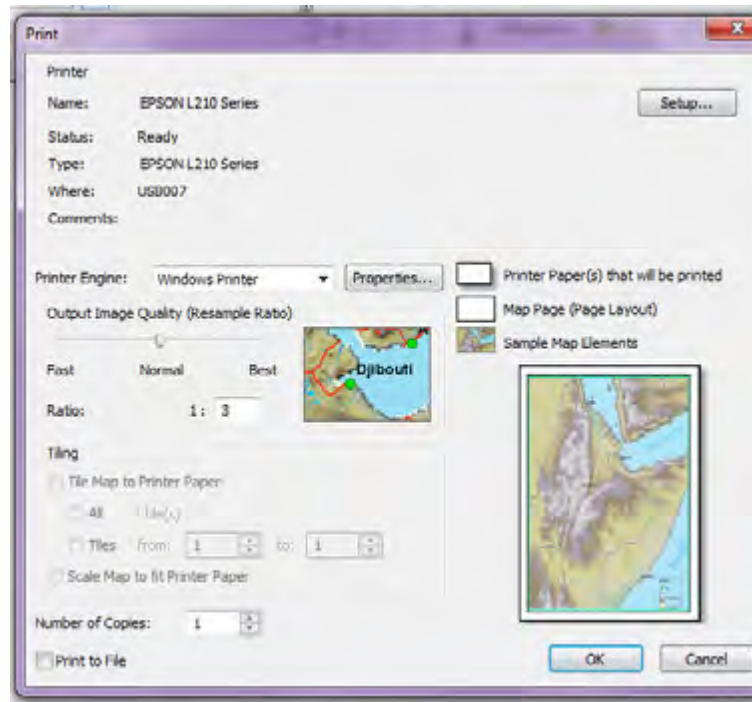 Print
Printer
Name: EPSON L210 Series
Setup...
Status: Ready
Type: EPSON L210 Series
Where: USB007
Comments:
Printer Engine: Windows Printer Properties...
Printer Paper(s) that will be printed
Output Image Quality (Resample Ratio)
Map Page (Page Layout)
Sample Map Elements
Fast Normal Best
Djibouti
Ratio: 1: 3
Tiling
Tile Map to Printer Paper
All
Tiles from: 1 to: 1
Scale Map to fit Printer Paper
Number of Copies: 1
Print to File
OK Cancel